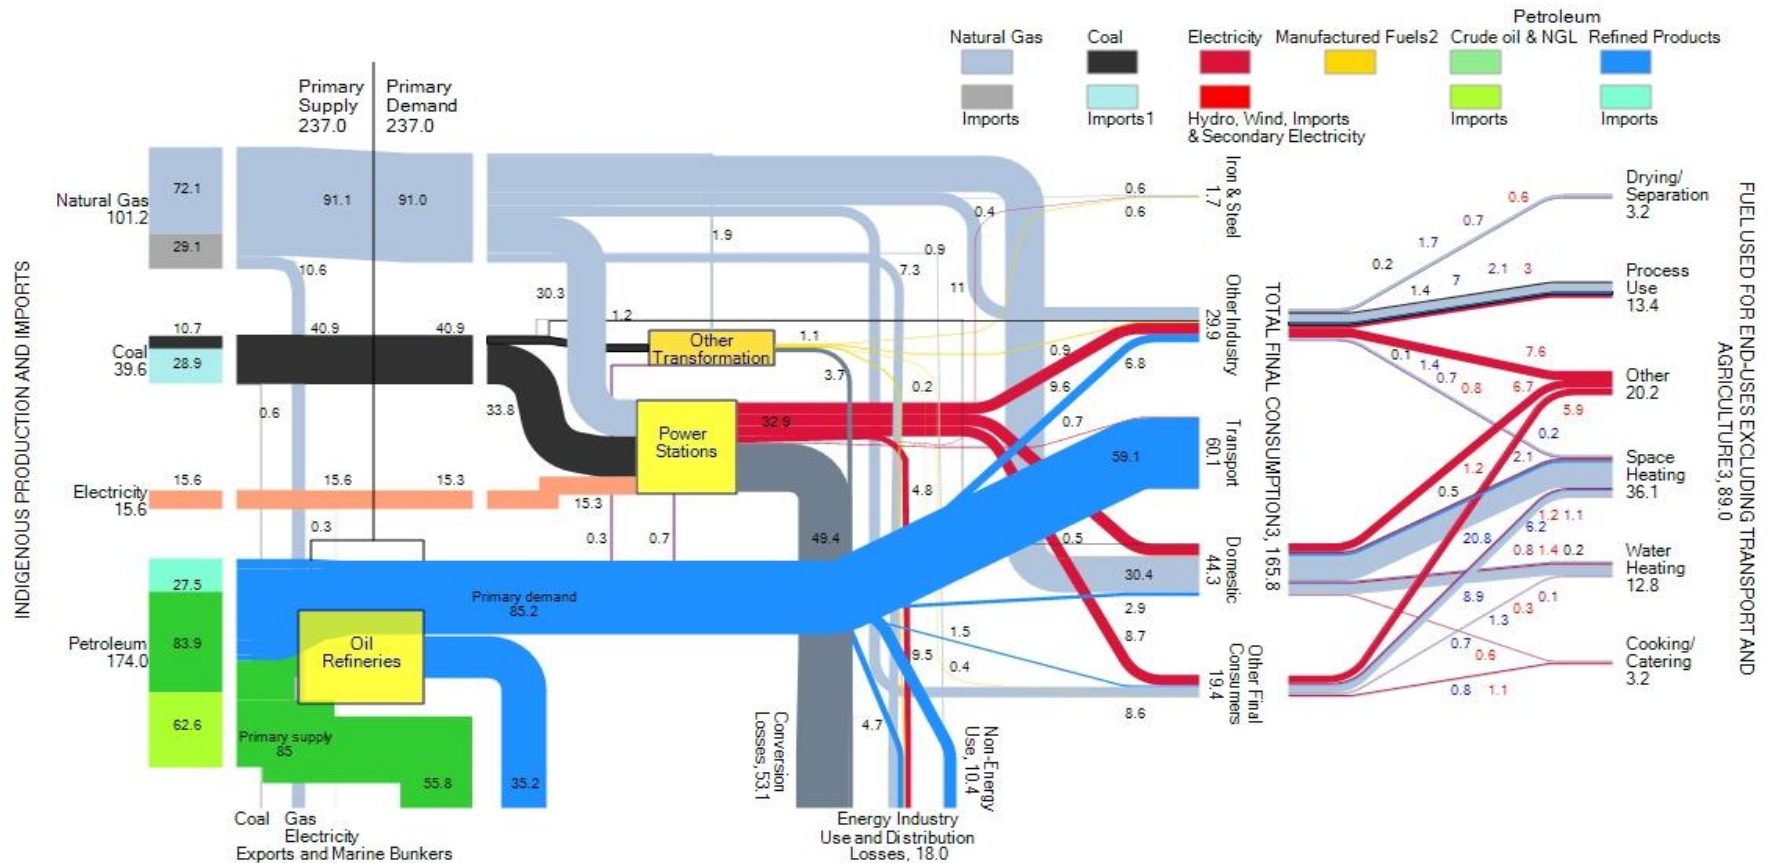 Petroleum
Natural Gas
Coal
Electricity
Manufactured Fuels2
Crude oil & NGL
Refined Products
Imports
Imports1
Hydro, Wind, Imports
& Secondary Electricity
Imports
Imports
Primary
Supply
237.0
Primary
Demand
237.0
INDIGENOUS PRODUCTION AND IMPORTS
Natural Gas
101.2
72.1
29.1
91.1
91.0
10.6
Coal
39.6
10.7
28.9
40.9
40.9
0.6
30.3
33.8
1.2
Electricity
15.6
15.6
15.6
15.3
15.3
0.3
Petroleum
174.0
27.5
83.9
62.6
Primary demand
85.2
Oil
Refineries
Primary supply
85
55.8
35.2
Coal
Gas
Electricity
Exports and Marine Bunkers
Other
Transformation
Power
Stations
0.3
0.7
1.9
1.1
3.7
32.9
49.4
7.3
0.9
11
0.4
0.2
4.8
9.5
4.7
1.5
0.4
Conversion
Losses, 53.1
Energy Industry
Use and Distribution
Losses, 18.0
Non-Energy
Use, 10.4
0.6
0.6
0.9
9.6
6.8
0.7
59.1
0.5
30.4
2.9
8.7
8.6
Iron & Steel
1.7
Other Industry
29.9
Transport
60.1
Domestic
44.3
Other Final
Consumers
19.4
TOTAL FINAL CONSUMPTION3, 165.8
0.2
1.7
0.7
0.6
1.4
7
2.1
3
0.1
1.4
0.7
0.8
7.6
6.7
5.9
0.2
2.1
1.2
0.5
20.8
6.2
1.2
1.1
0.8
1.4
0.2
8.9
1.3
0.3
0.1
0.7
0.6
0.8
1.1
Drying/
Separation
3.2
Process
Use
13.4
Other
20.2
Space
Heating
36.1
Water
Heating
12.8
Cooking/
Catering
3.2
FUEL USED FOR END-USES EXCLUDING TRANSPORT AND
AGRICULTURE3, 89.0